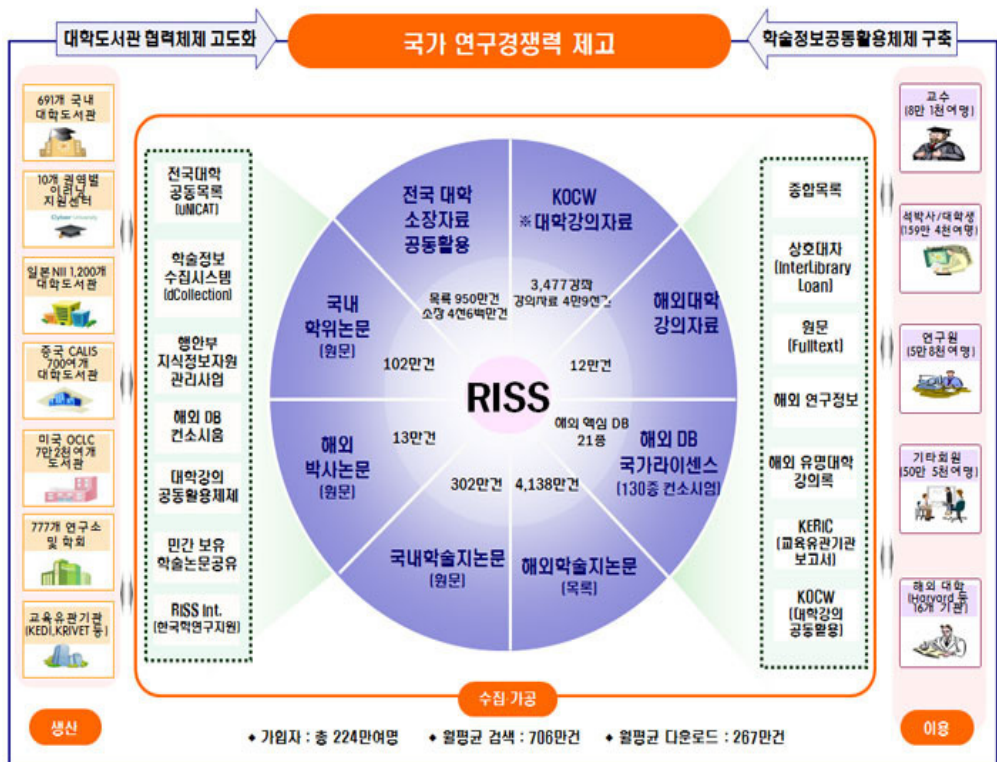 대학도서관 협력체제 고도화
국가 연구경쟁력 제고
학술정보공동활용체제 구축
691개 국내
대학도서관
10개 권역별
이러닝
지원센터
Cyber University
일본NII 1,200개
대학도서관
중국 CALIS
700여개
대학도서관
미국 OCLC
7만2천여개
도서관
777개 연구소
및 학회
교육유관기관
(KEDI,KRIVET 등)
생산
전국대학
공동목록
(UNICAT)
학술정보
수집시스템
(dCollection)
행안부
지식정보자원
관리사업
해외 DB
컨소시움
대학강의
공동활용체제
민간 보유
학술논문공유
RISS Int.
(한국학연구지원)
전국 대학
소장자료
공동활용
목록 950만건
소장 4천6백만건
KOCW
※대학강의자료
3,477강좌
강의자료 4만9천건
국내
학위논문
(원문)
102만건
해외대학
강의자료
12만건
RISS
해외
박사논문
(원문)
13만건
해외 핵심 DB
21종
해외 DB
국가라이센스
(130종 컨소시엄)
302만건
국내학술지논문
(원문)
4,138만건
해외학술지논문
(목록)
종합목록
상호대차
(InterLibrary
Loan)
원문
(Fulltext)
해외 연구정보
해외 유명대학
강의록
KERIC
(교육유관기관
보고서)
KOCW
(대학강의
공동활용)
교수
(8만 1천여명)
석박사/대학생
(159만 4천여명)
연구원
(5만8천여명)
기타회원
(50만 5천여명)
해외 대학
(Harvard 등
16개 기관)
이용
수집·가공
◆ 가입자 : 총 224만여명 ◆ 월평균 검색 : 706만건 ◆ 월평균 다운로드 : 267만건